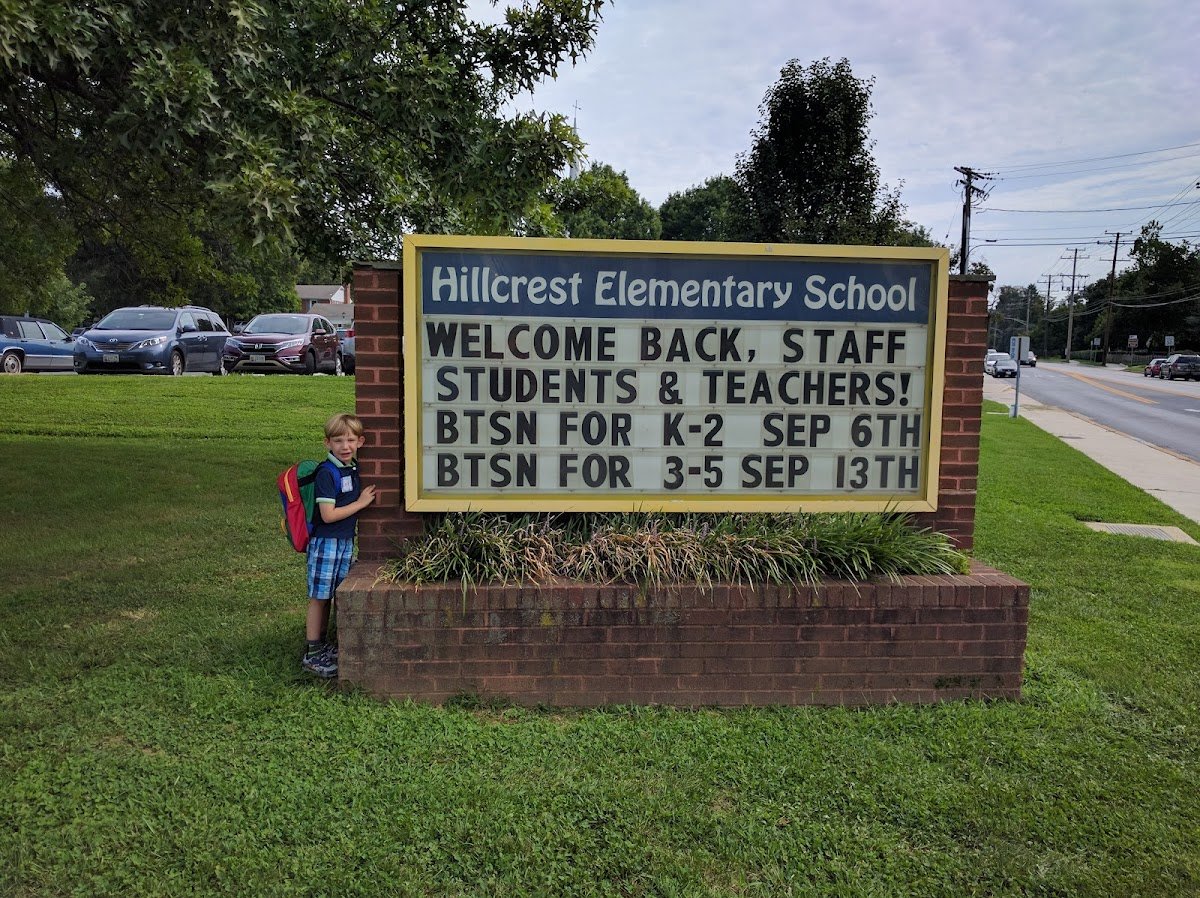 Hillcrest Elementary School
WELCOME BACK, STAFF
STUDENTS & TEACHERS!
BTSN FOR K-2 SEP 6TH
BTSN FOR 3-5 SEP 13TH